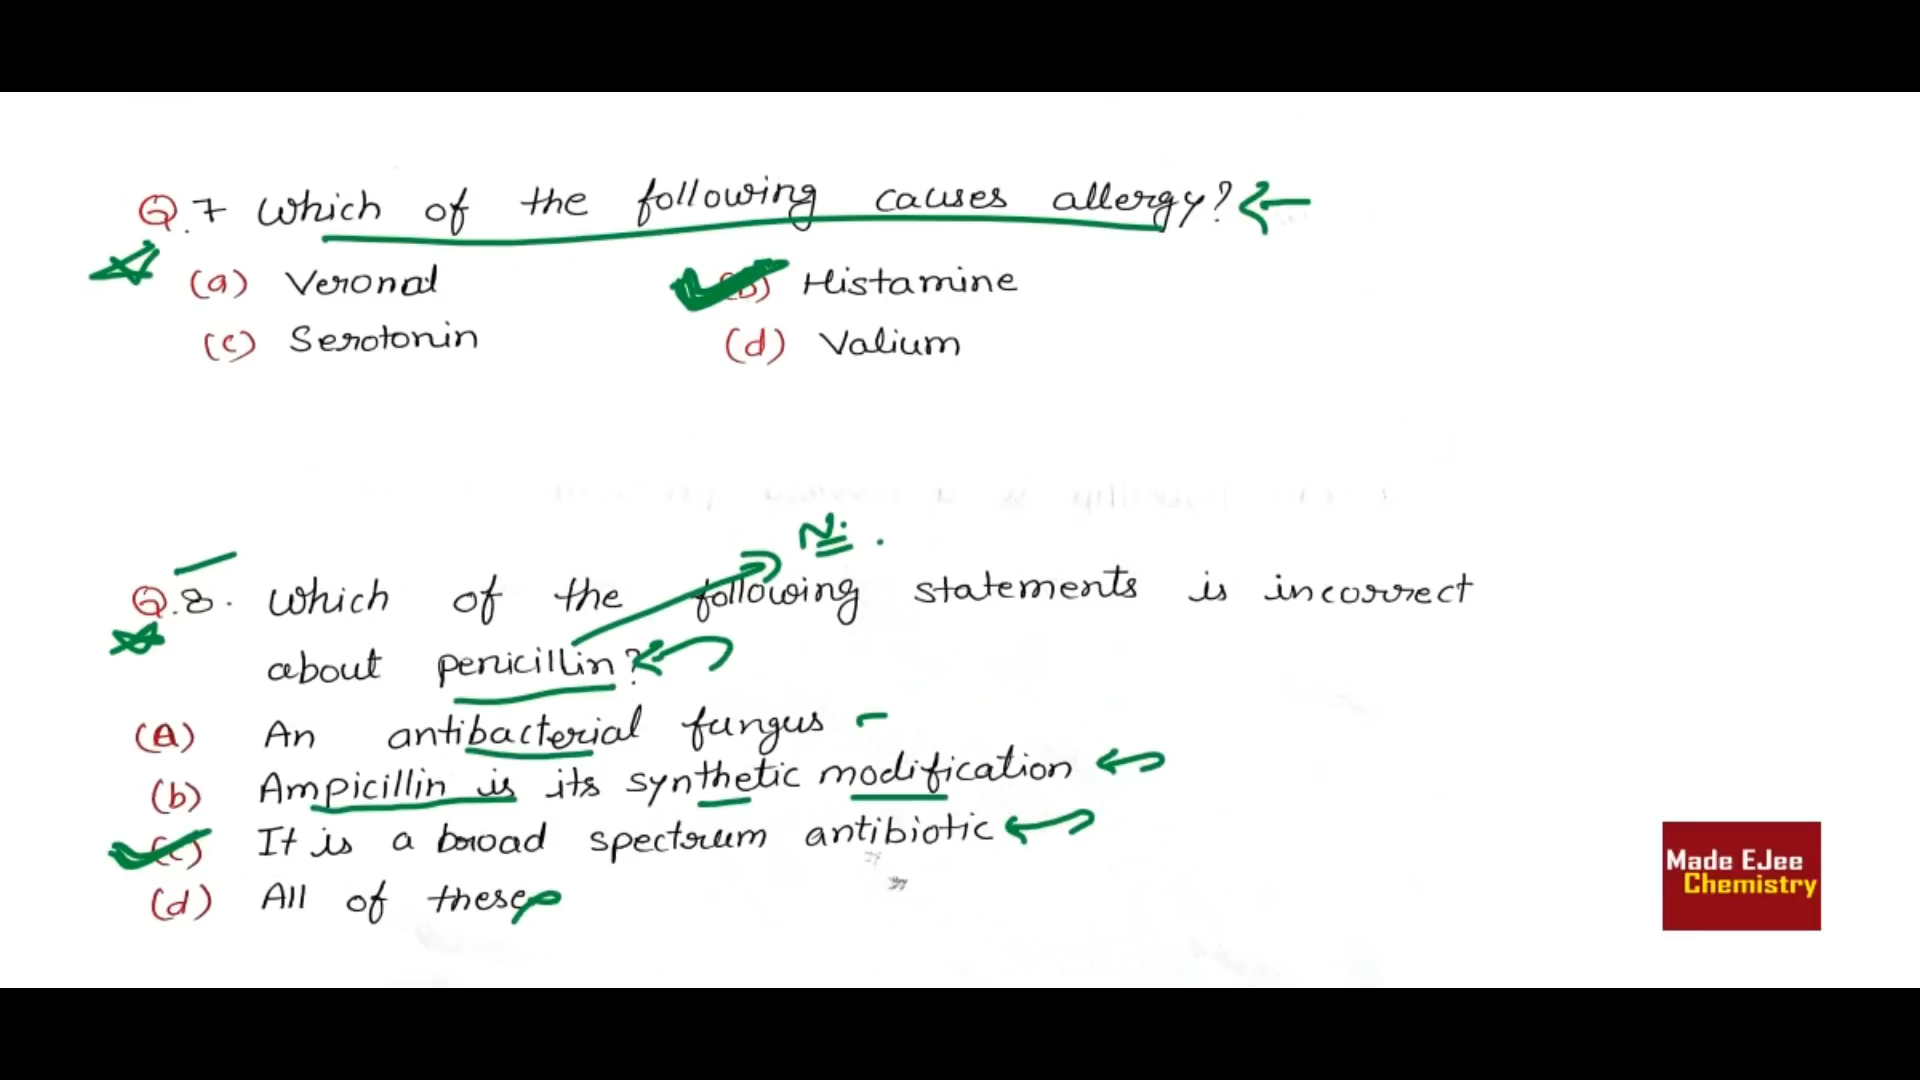 Q.7 Which of the following causes allergy?
(a) Veronal (b) Histamine
(c) Serotonin (d) Valium
N.
Q.8. Which of the following statements is incorrect
about penicillin?
(A) An antibacterial fungus
(b) Ampicillin is its synthetic modification
(c) It is a broad spectrum antibiotic
(d) All of these
Made EJee
Chemistry